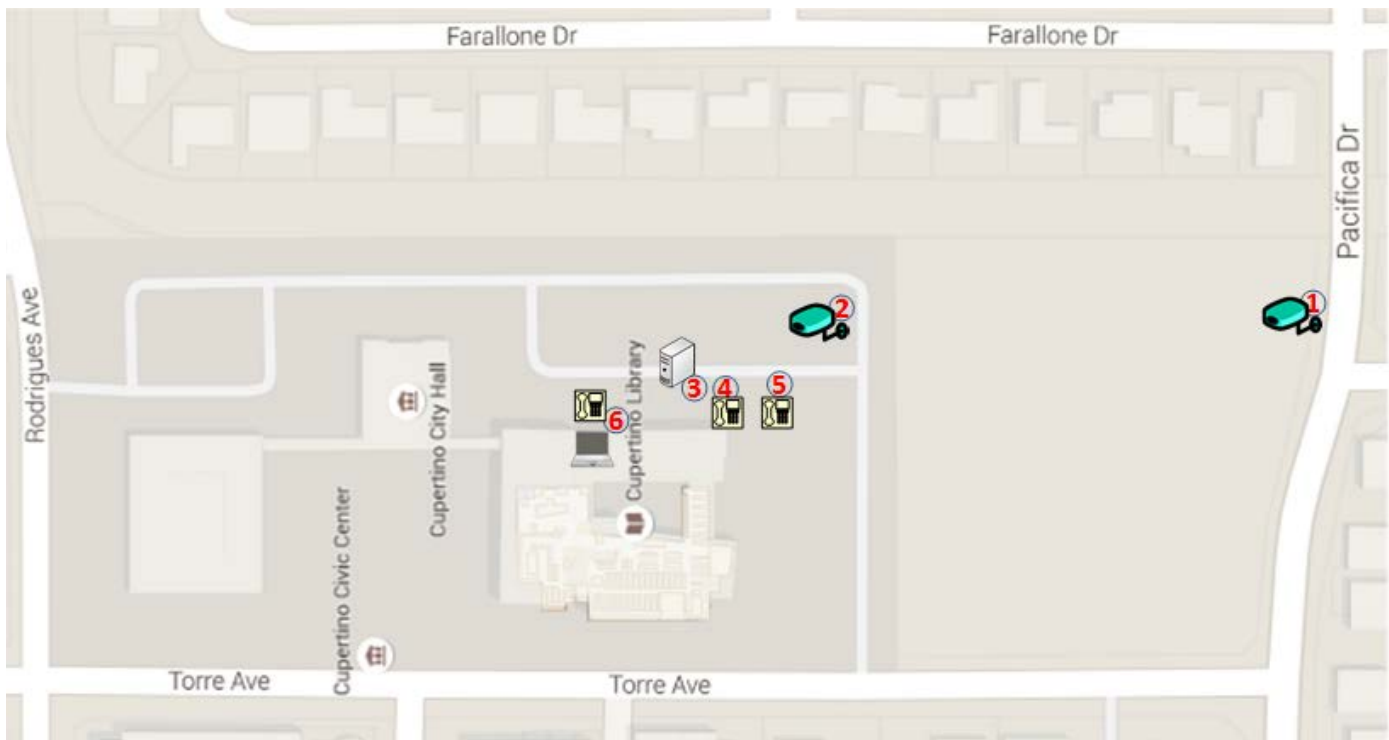 Farallone Dr
Farallone Dr
Pacifica Dr
Rodrigues Ave
Cupertino City Hall
Cupertino Library
Cupertino Civic Center
1
2
3
4
5
6
Torre Ave
Torre Ave